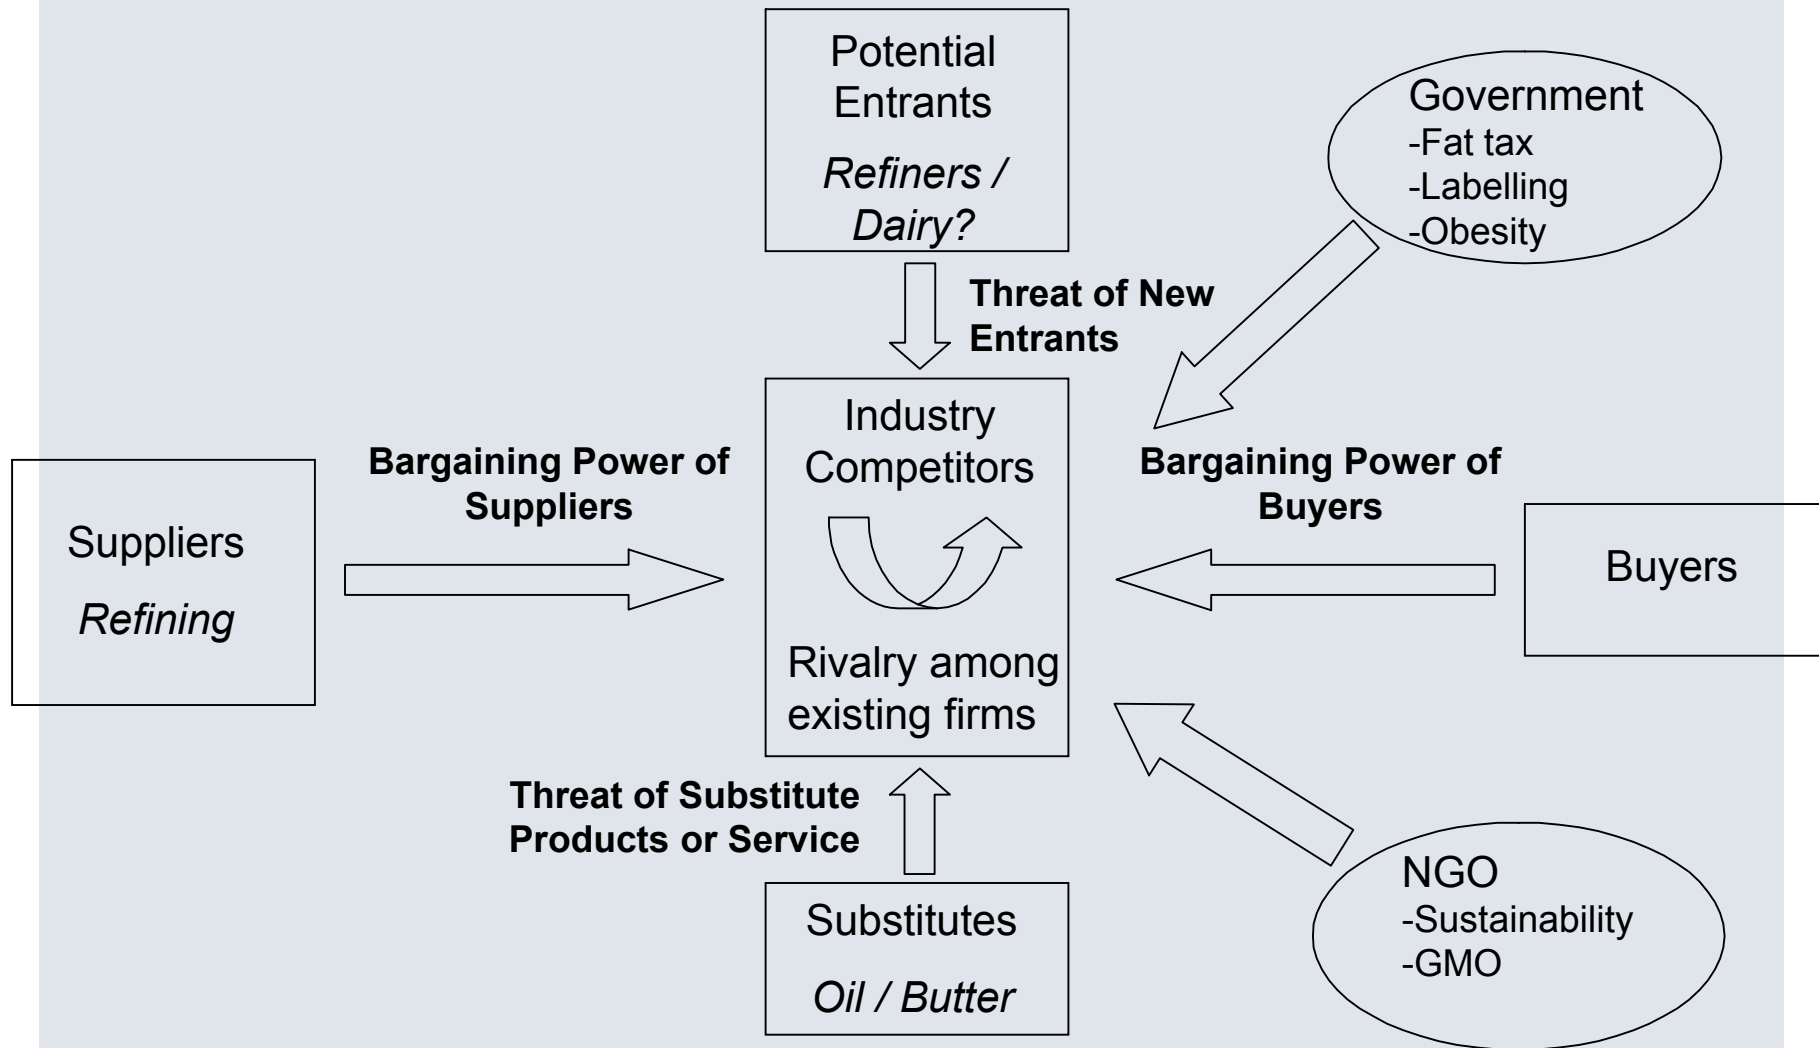 Potential
Entrants
Refiners /
Dairy?
Government
-Fat tax
-Labelling
-Obesity
Threat of New
Entrants
Industry
Competitors
Bargaining Power of
Suppliers
Bargaining Power of
Buyers
Suppliers
Refining
Buyers
Rivalry among
existing firms
Threat of Substitute
Products or Service
NGO
-Sustainability
-GMO
Substitutes
Oil / Butter